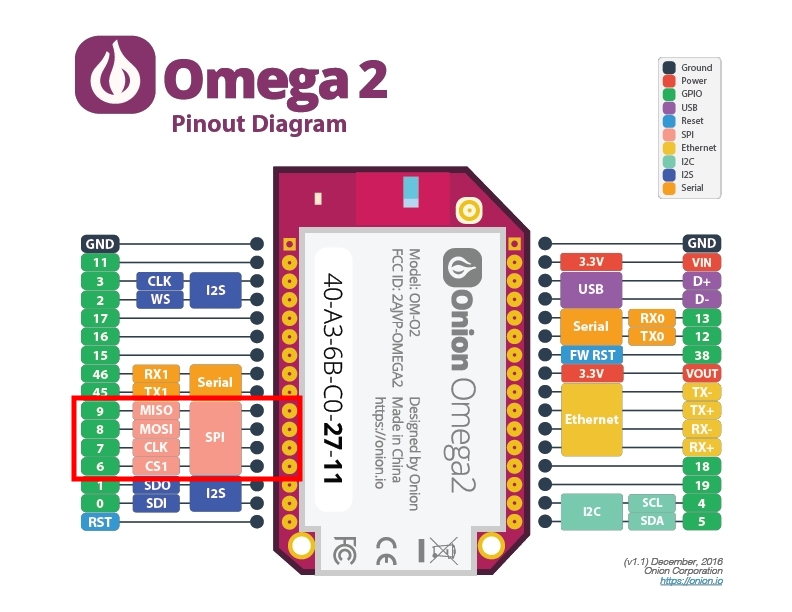 Omega 2
Pinout Diagram
Ground
Power
GPIO
USB
Reset
SPI
Ethernet
I2C
I2S
Serial
GND
11
3 CLK I2S
2 WS
17
16
15
46 RX1 Serial
45 TX1
9 MISO SPI
8 MOSI
7 CLK
6 CS1
1 SDO I2S
0 SDI
RST
40-A3-6B-C0-27-11
Model: OM-O2
FCC ID: 2AJVP-OMEGA2
Designed by Onion
Made in China
https://onion.io
Onion Omega2
FC CE
GND
3.3V VIN
USB D+
D-
Serial RX0 13
TX0 12
FW RST 38
3.3V VOUT
Ethernet TX-
TX+
RX-
RX+
18
19
I2C SCL 4
SDA 5
(v1.1) December, 2016
Onion Corporation
https://onion.io